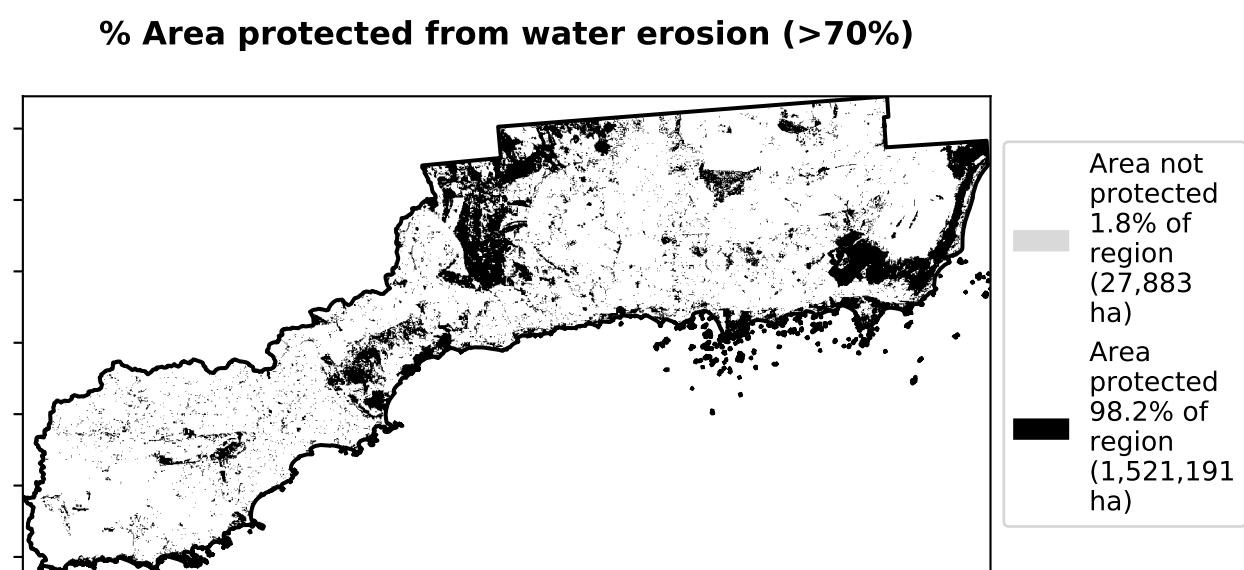 % Area protected from water erosion (>70%)
Area not
protected
1.8% of
region
(27,883
ha)
Area
protected
98.2% of
region
(1,521,191
ha)